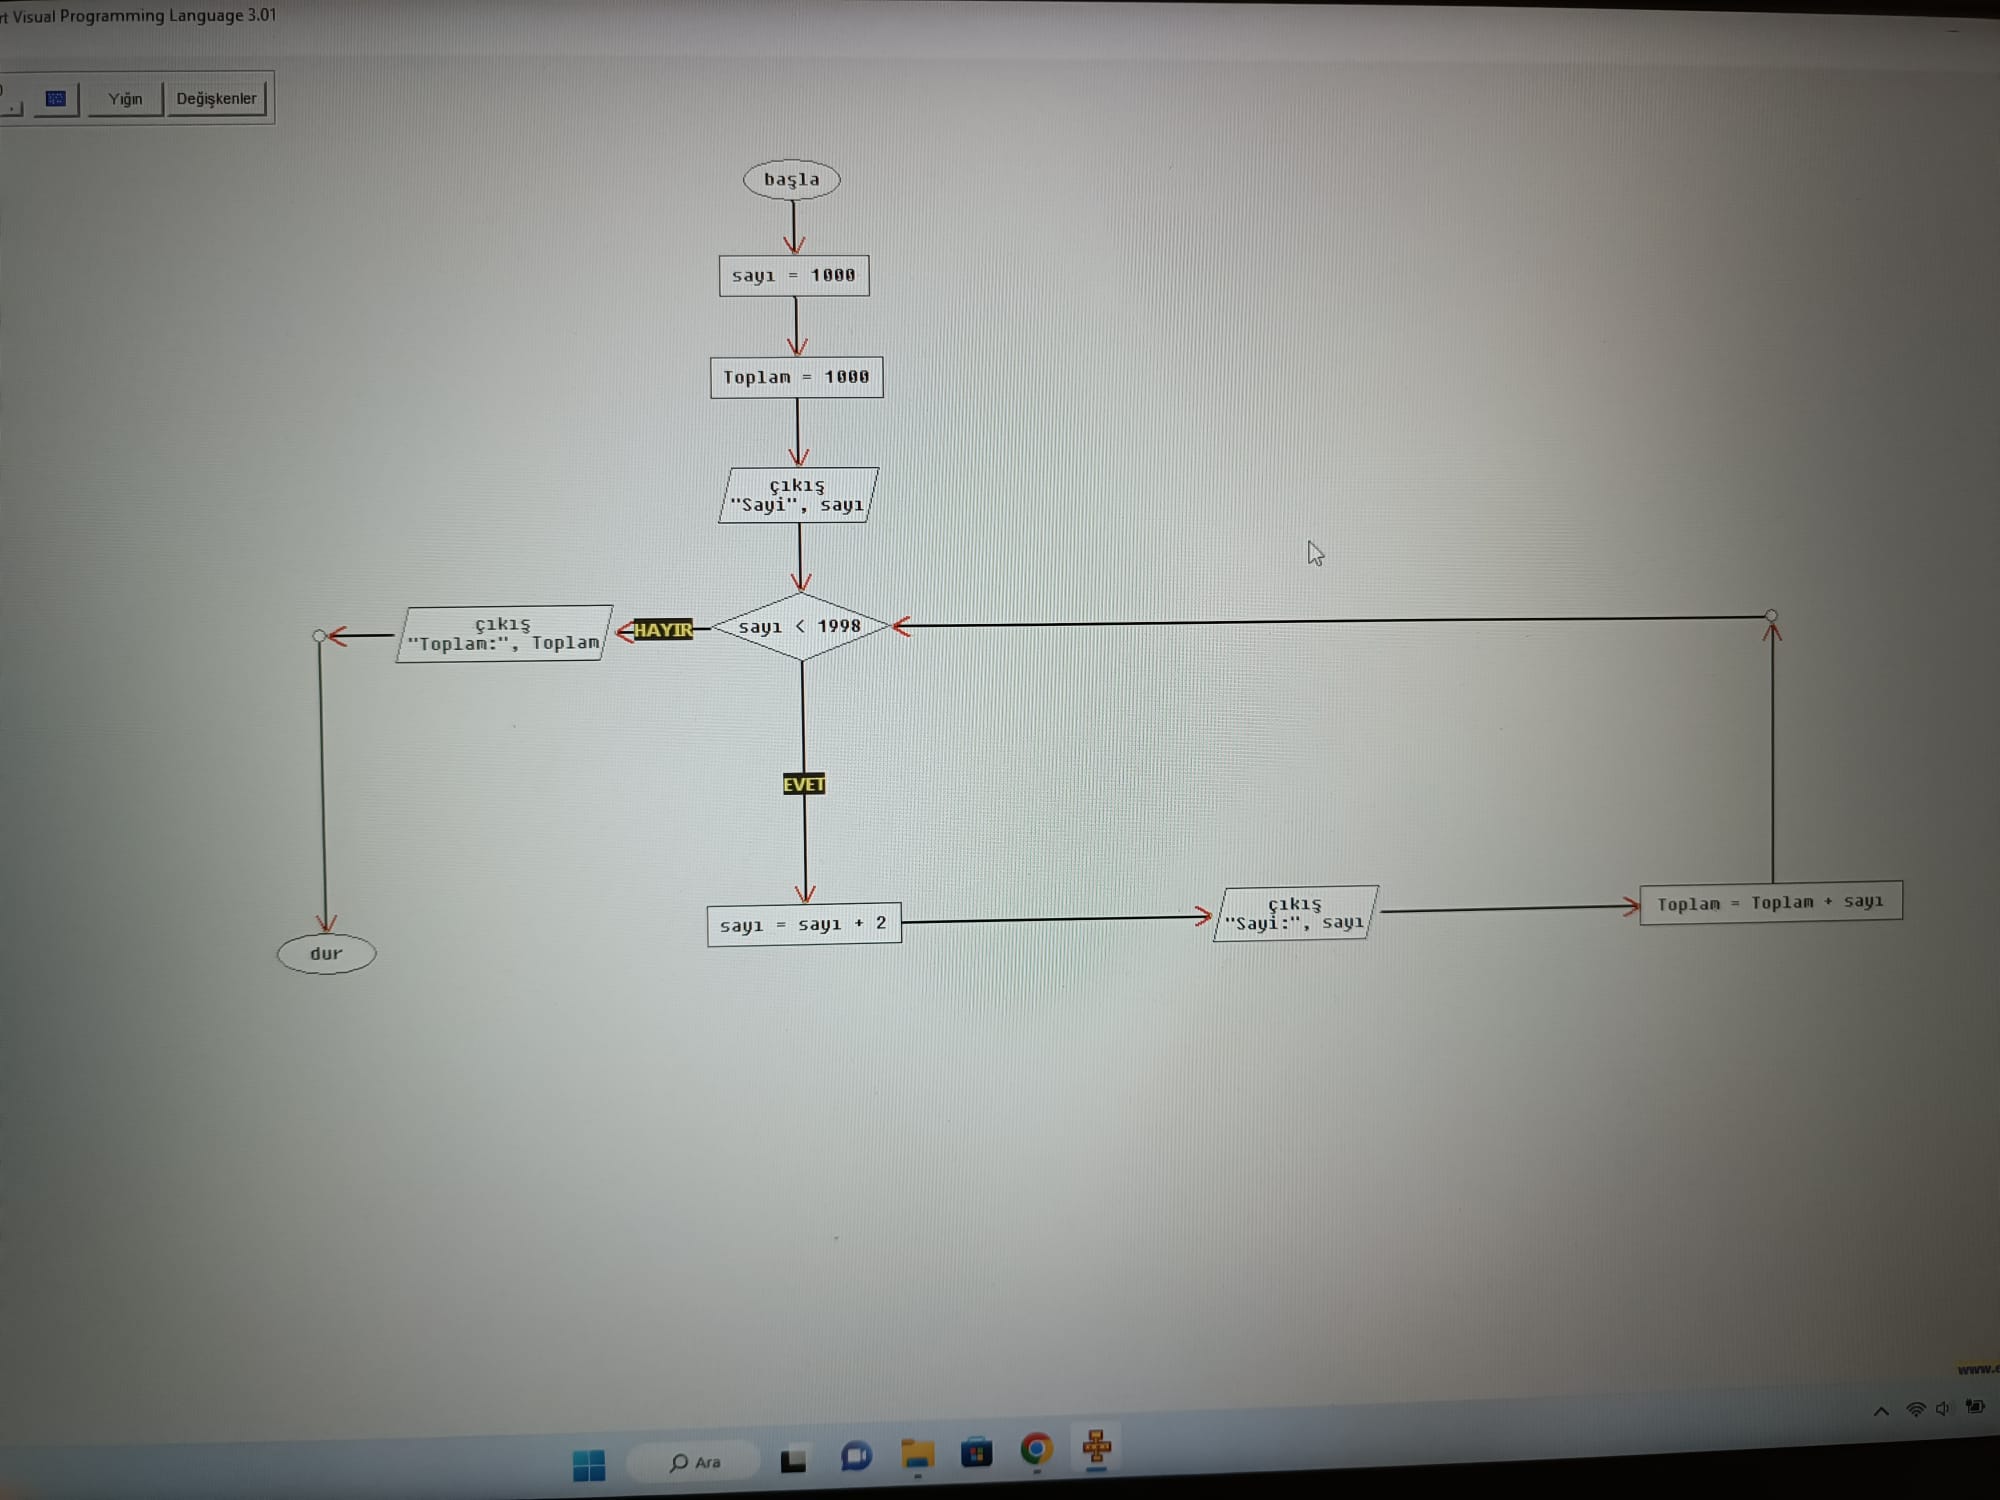 rt Visual Programming Language 3.01
Yığın
Değişkenler
başla
sayı = 1000
Toplam = 1000
çıkış
"Sayi", sayı
sayı < 1998
HAYIR
çıkış
"Toplam:", Toplam
EVET
sayı = sayı + 2
çıkış
"Sayi:", sayı
Toplam = Toplam + sayı
dur
www.
Ara